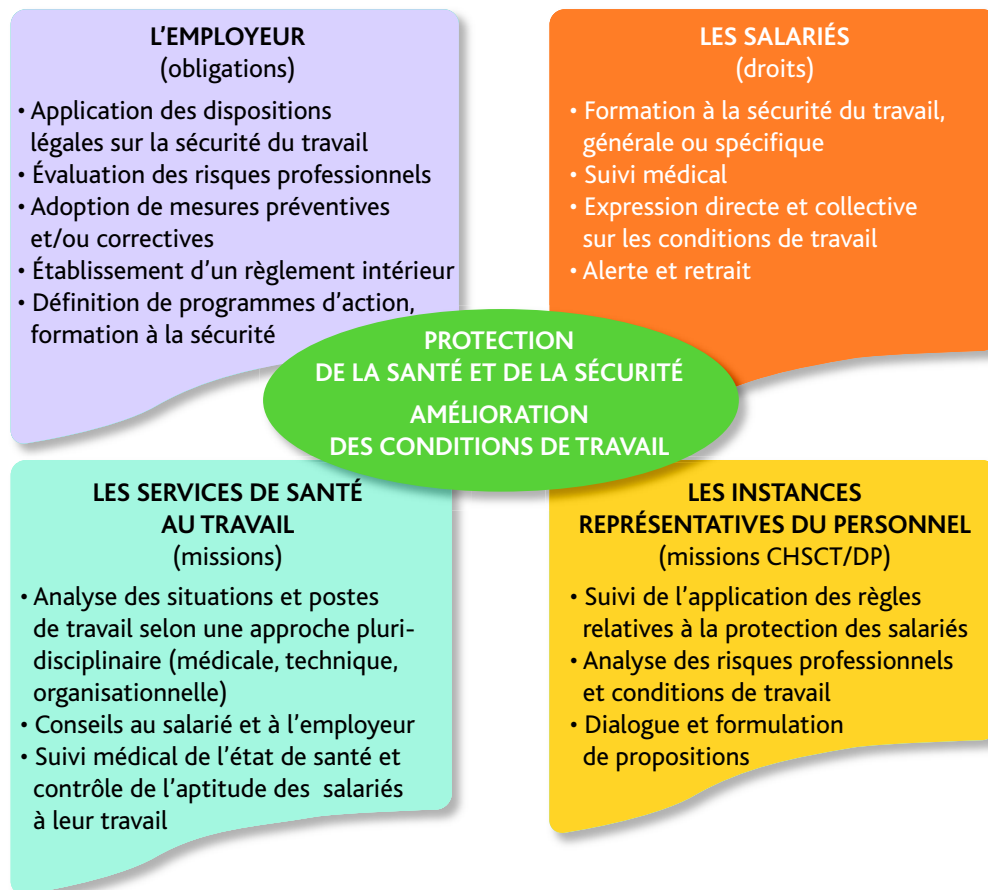 L'EMPLOYEUR
(obligations)
• Application des dispositions
légales sur la sécurité du travail
• Évaluation des risques professionnels
• Adoption de mesures préventives
et/ou correctives
• Établissement d'un règlement intérieur
• Définition de programmes d'action,
formation à la sécurité
LES SALARIÉS
(droits)
• Formation à la sécurité du travail,
générale ou spécifique
• Suivi médical
• Expression directe et collective
sur les conditions de travail
• Alerte et retrait
PROTECTION
DE LA SANTÉ ET DE LA SÉCURITÉ
AMÉLIORATION
DES CONDITIONS DE TRAVAIL
LES SERVICES DE SANTÉ
AU TRAVAIL
(missions)
• Analyse des situations et postes
de travail selon une approche pluri-
disciplinaire (médicale, technique,
organisationnelle)
• Conseils au salarié et à l'employeur
• Suivi médical de l'état de santé et
contrôle de l'aptitude des salariés
à leur travail
LES INSTANCES
REPRÉSENTATIVES DU PERSONNEL
(missions CHSCT/DP)
• Suivi de l'application des règles
relatives à la protection des salariés
• Analyse des risques professionnels
et conditions de travail
• Dialogue et formulation
de propositions